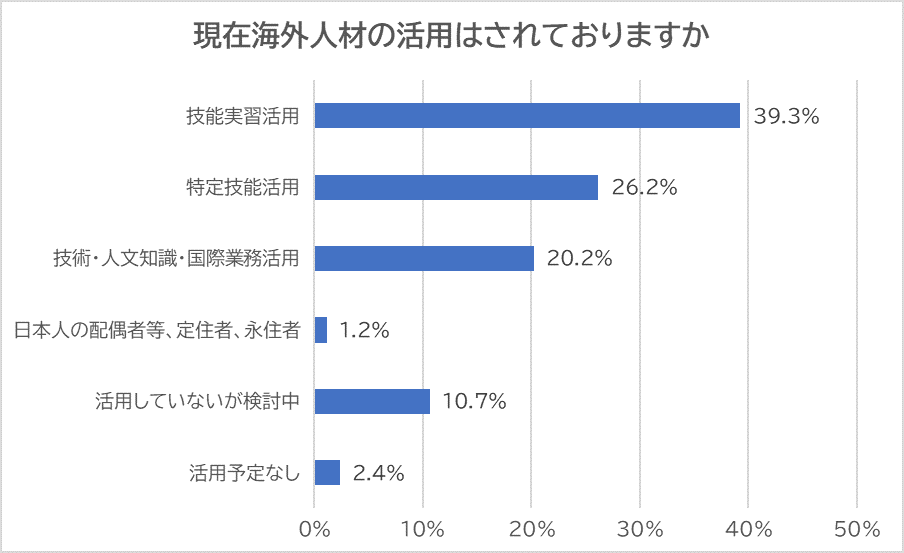 現在海外人材の活用はされておりますか
技能実習活用 39.3%
特定技能活用 26.2%
技術・人文知識・国際業務活用 20.2%
日本人の配偶者等、定住者、永住者 1.2%
活用していないが検討中 10.7%
活用予定なし 2.4%
0% 10% 20% 30% 40% 50%